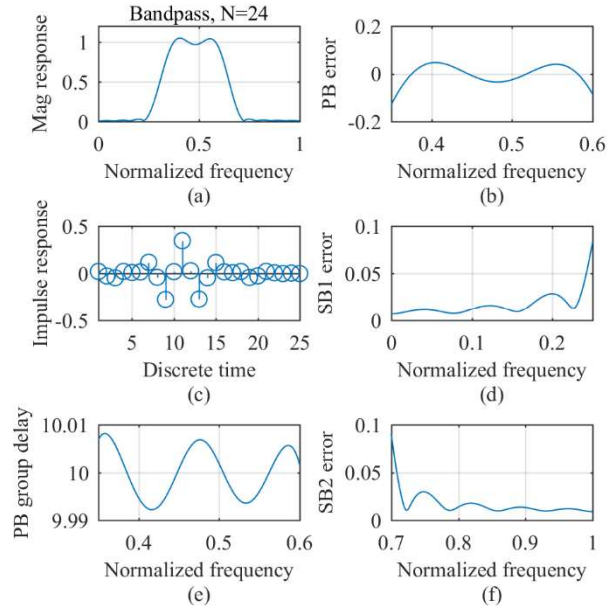 Bandpass, N=24
Mag response
1
0.5
0
0
0.5
1
Normalized frequency
(a)
PB error
0.2
0
-0.2
0.4
0.5
0.6
Normalized frequency
(b)
Impulse response
0.5
0
-0.5
5
10
15
20
25
Discrete time
(c)
SB1 error
0.1
0.05
0
0
0.1
0.2
Normalized frequency
(d)
PB group delay
10.01
10
9.99
0.4
0.5
0.6
Normalized frequency
(e)
SB2 error
0.1
0.05
0
0.7
0.8
0.9
1
Normalized frequency
(f)